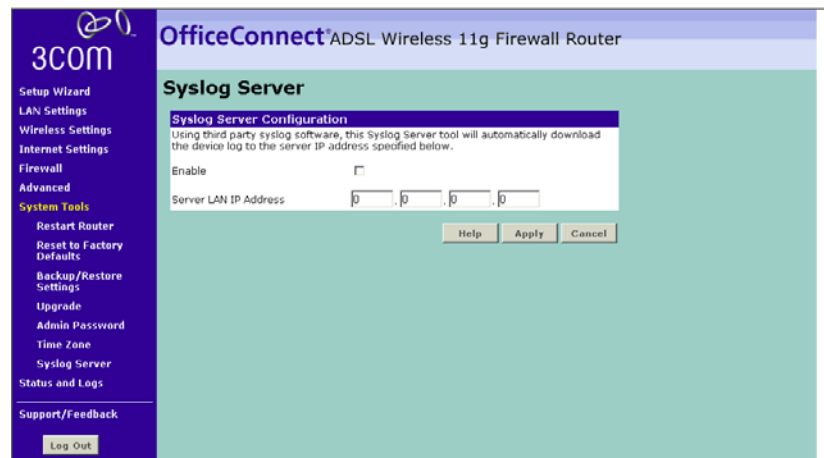 3com
OfficeConnect® ADSL Wireless 11g Firewall Router
Setup Wizard
LAN Settings
Wireless Settings
Internet Settings
Firewall
Advanced
System Tools
Restart Router
Reset to Factory
Defaults
Backup/Restore
Settings
Upgrade
Admin Password
Time Zone
Syslog Server
Status and Logs
Support/Feedback
Log Out
Syslog Server
Syslog Server Configuration
Using third party syslog software, this Syslog Server tool will automatically download
the device log to the server IP address specified below.
Enable
Server LAN IP Address 0 . 0 . 0 . 0
Help Apply Cancel